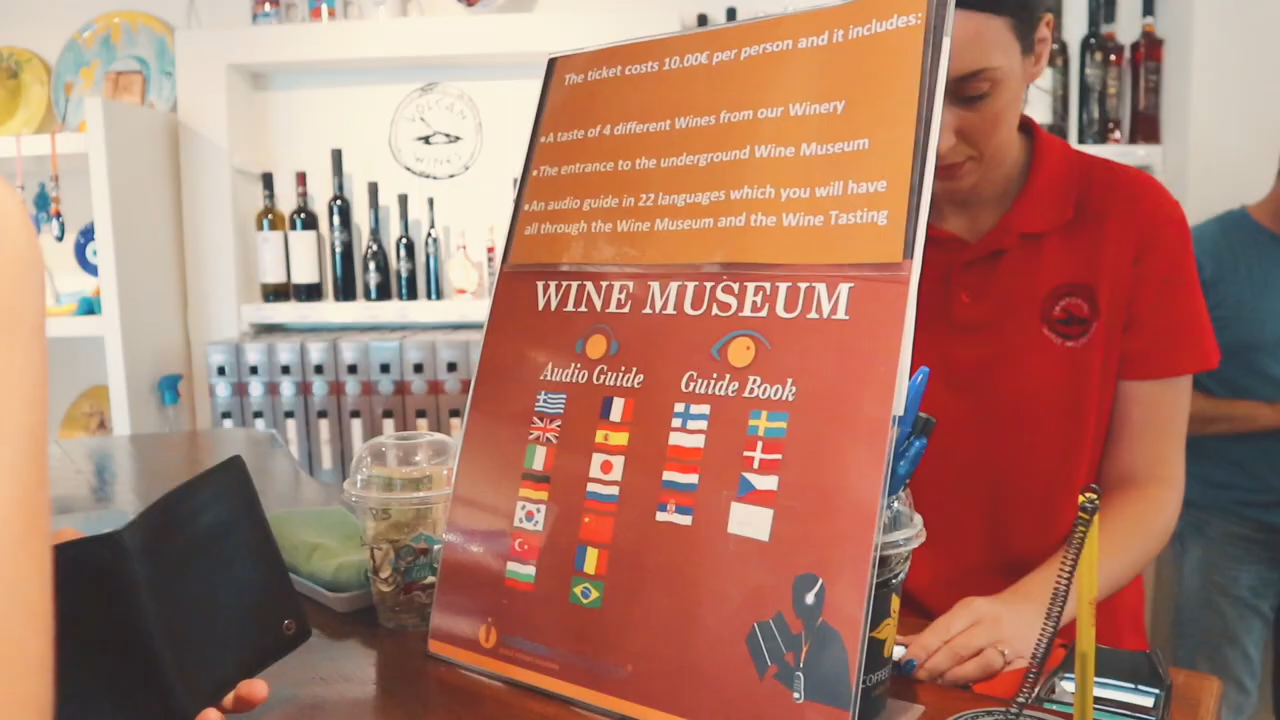 The ticket costs 10.00€ per person and it includes:
•A taste of 4 different Wines from our Winery
•The entrance to the underground Wine Museum
•An audio guide in 22 languages which you will have
all through the Wine Museum and the Wine Tasting
WINE MUSEUM
Audio Guide
Guide Book
VOLCAN
WINES
COFFEE